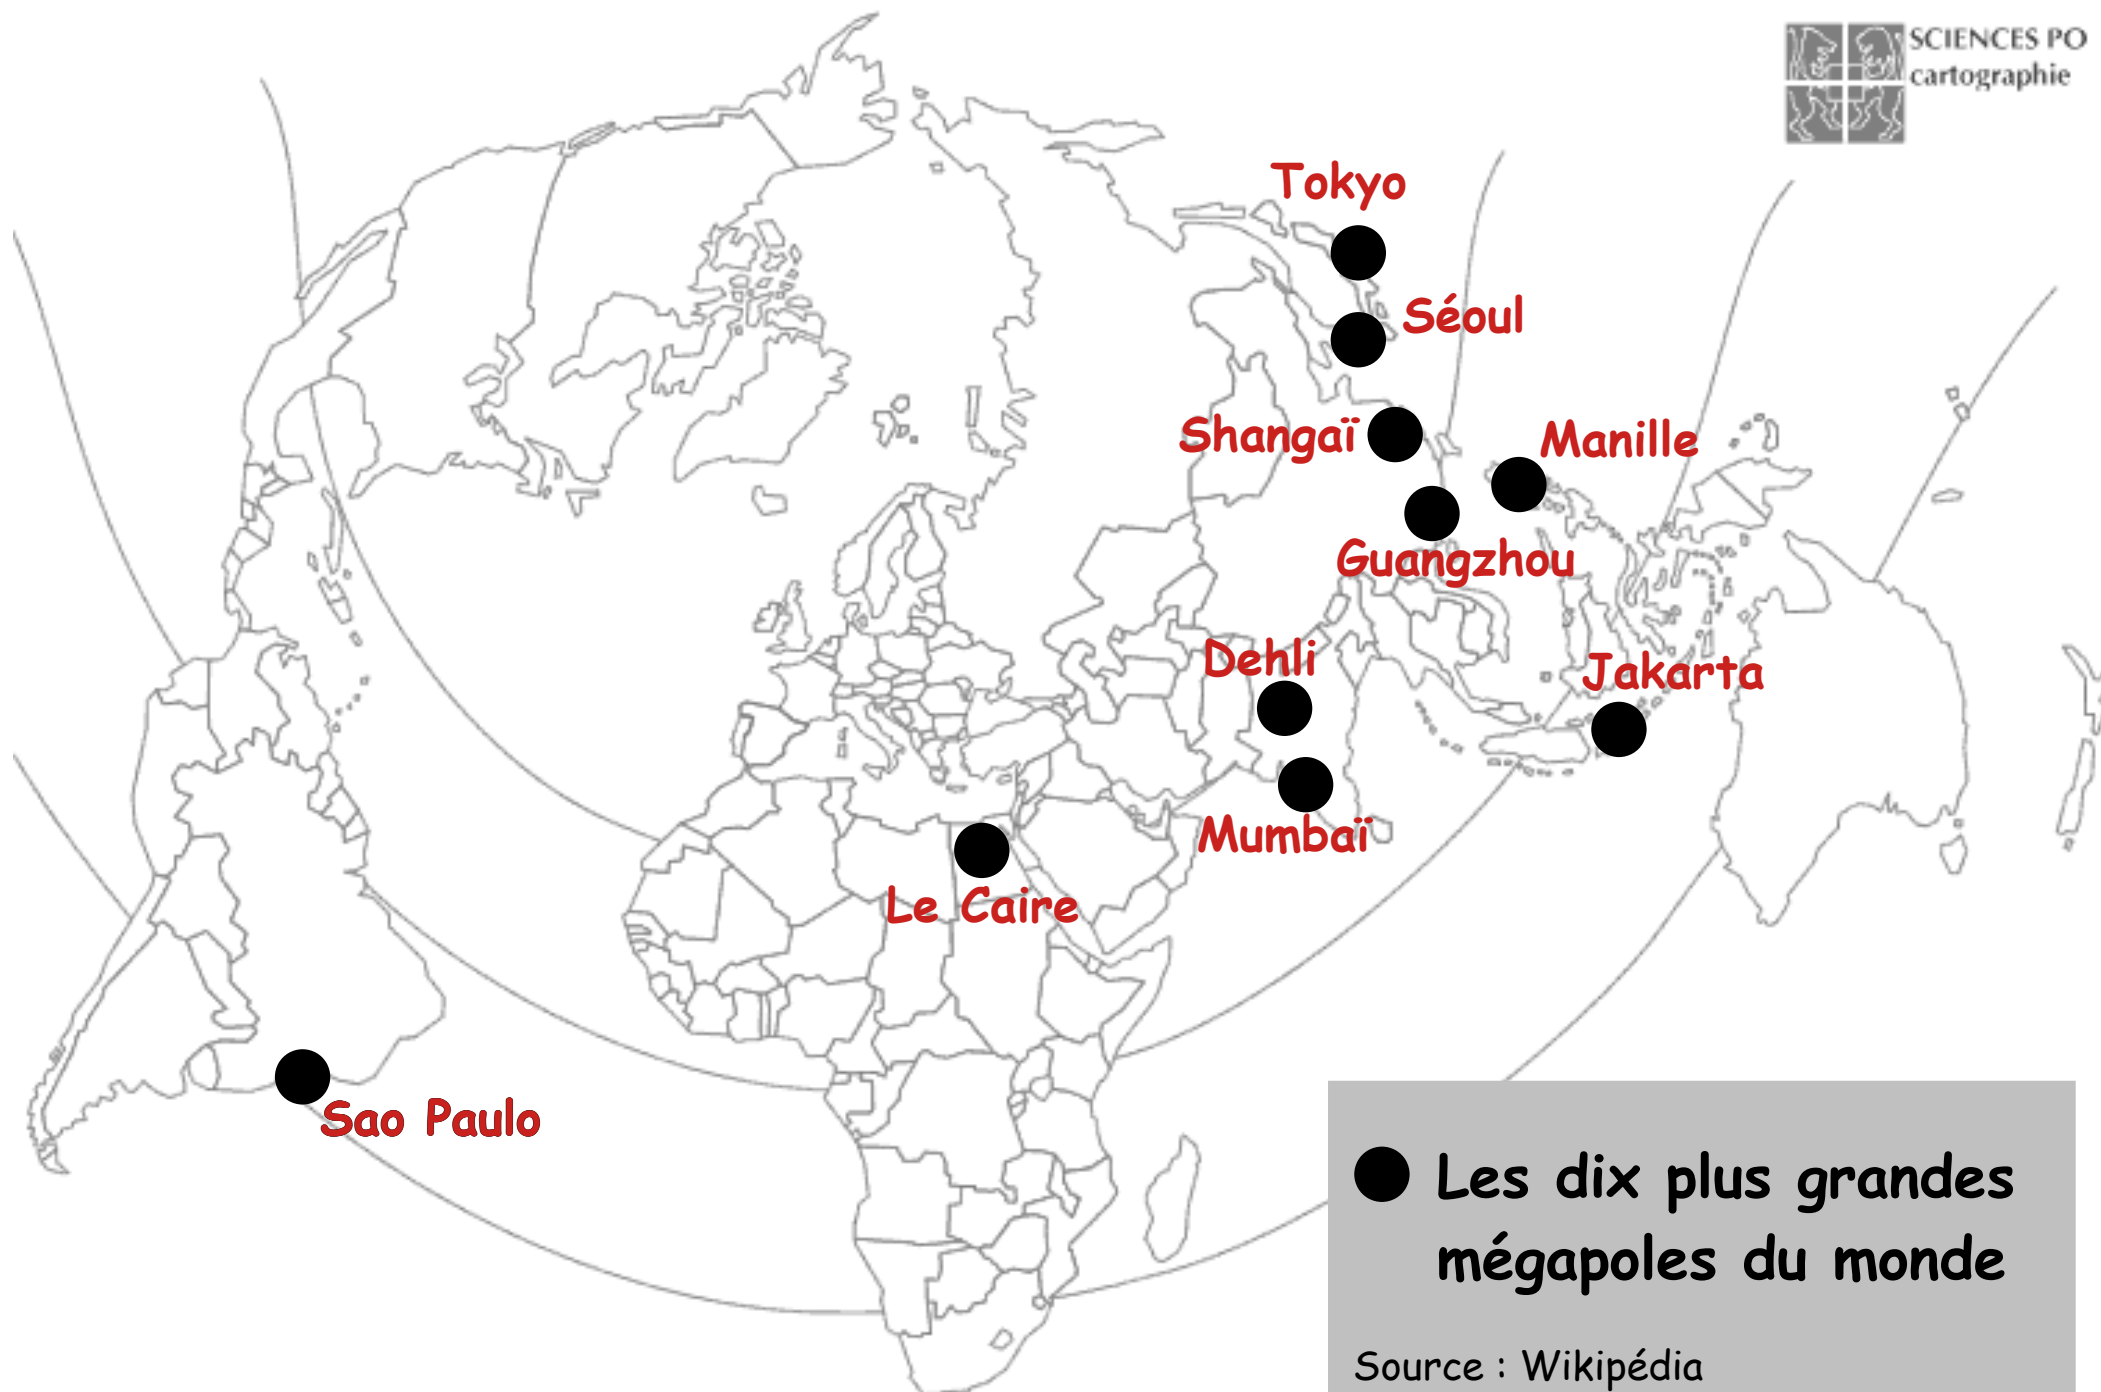 SCIENCES PO
cartographie
Tokyo
Séoul
Shangaï
Manille
Guangzhou
Dehli
Jakarta
Mumbaï
Le Caire
Sao Paulo
Les dix plus grandes
mégapoles du monde
Source : Wikipédia